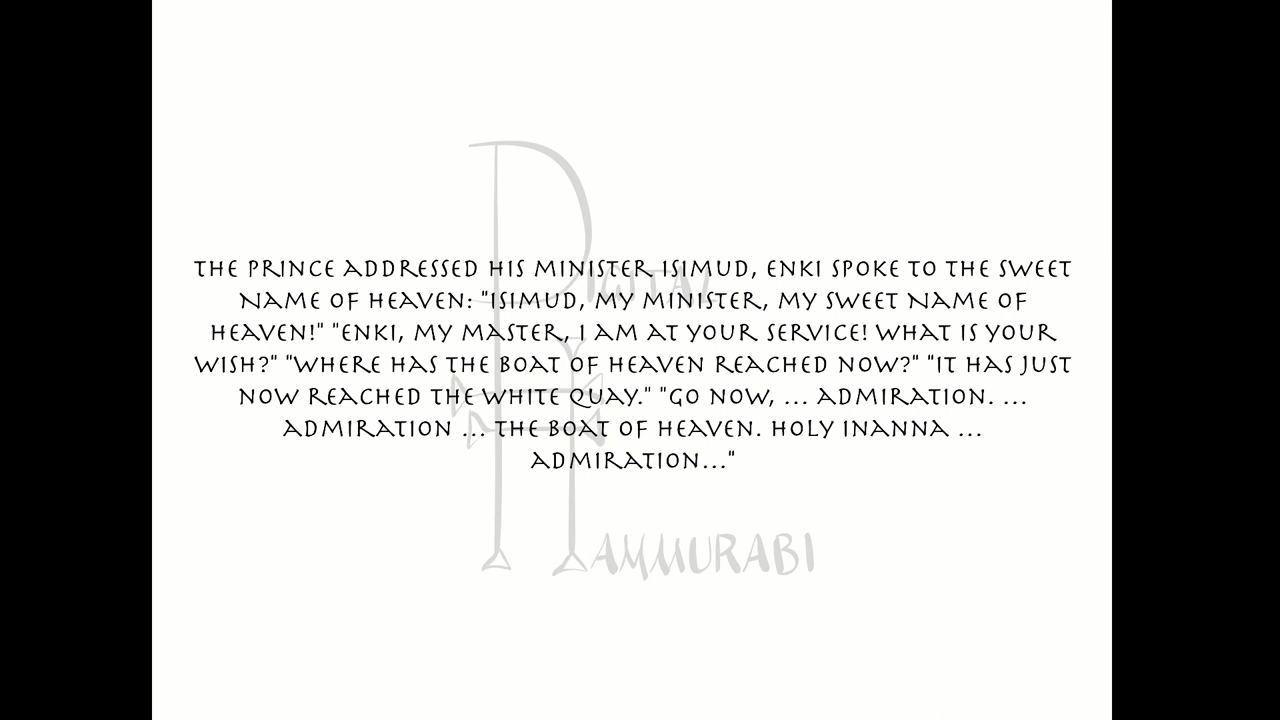 THE PRINCE ADDRESSED HIS MINISTER ISIMUD, ENKI SPOKE TO THE SWEET
NAME OF HEAVEN: "ISIMUD, MY MINISTER, MY SWEET NAME OF
HEAVEN!" "ENKI, MY MASTER, I AM AT YOUR SERVICE! WHAT IS YOUR
WISH?" "WHERE HAS THE BOAT OF HEAVEN REACHED NOW?" "IT HAS JUST
NOW REACHED THE WHITE QUAY." "GO NOW, ... ADMIRATION. ...
ADMIRATION ... THE BOAT OF HEAVEN. HOLY INANNA ...
ADMIRATION..."
DIGITAL
HAMMURABI